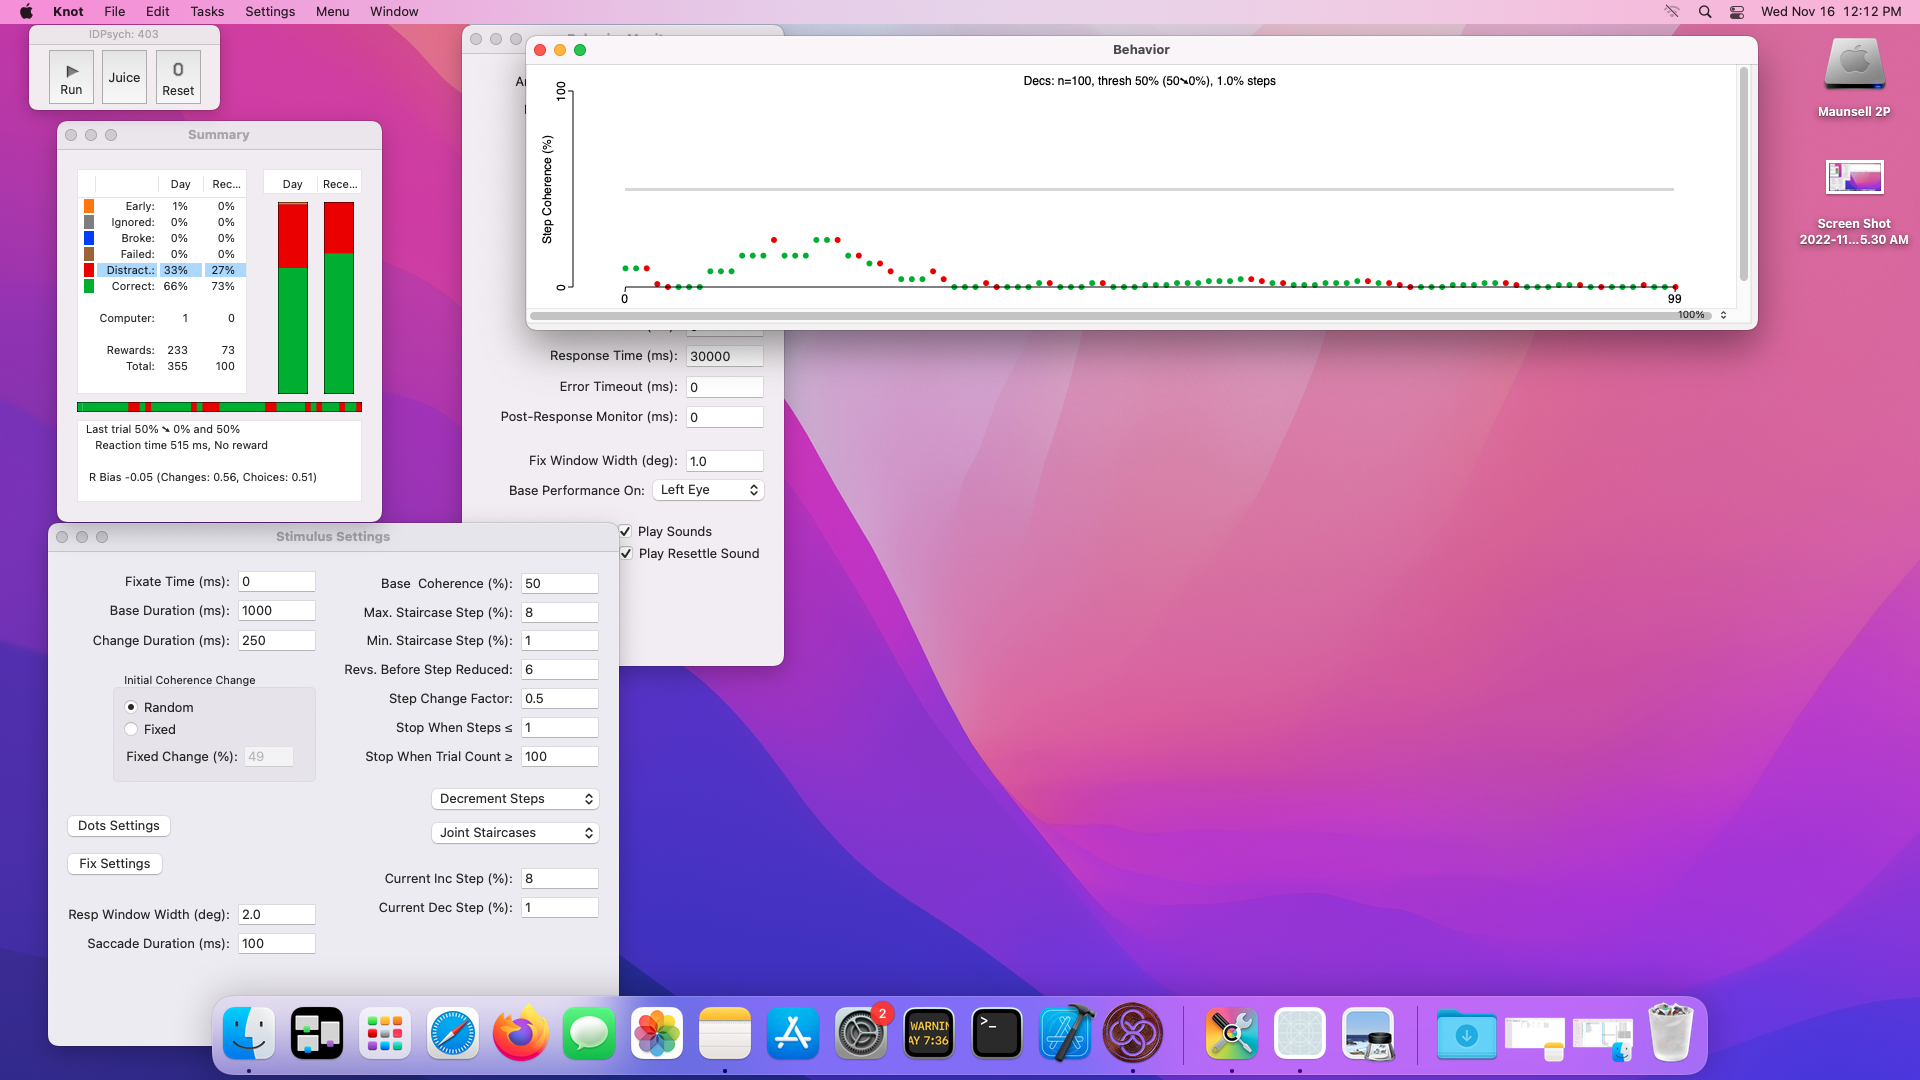 Knot File Edit Tasks Settings Menu Window
Wed Nov 16 12:12 PM
IDPsych: 403
Run
Juice
0
Reset
Summary
Day Rec...
Early: 1% 0%
Ignored: 0% 0%
Broke: 0% 0%
Failed: 0% 0%
Distract.: 33% 27%
Correct: 66% 73%
Computer: 1 0
Rewards: 233 73
Total: 355 100
Day Rece...
Last trial 50% ➘ 0% and 50%
Reaction time 515 ms, No reward
R Bias -0.05 (Changes: 0.56, Choices: 0.51)
Behavior
Decs: n=100, thresh 50% (50➘0%), 1.0% steps
Step Coherence (%)
100
0
0
99
100%
Response Time (ms): 30000
Error Timeout (ms): 0
Post-Response Monitor (ms): 0
Fix Window Width (deg): 1.0
Base Performance On: Left Eye
Play Sounds
Play Resettle Sound
Stimulus Settings
Fixate Time (ms): 0
Base Duration (ms): 1000
Change Duration (ms): 250
Initial Coherence Change
Random
Fixed
Fixed Change (%): 49
Dots Settings
Fix Settings
Resp Window Width (deg): 2.0
Saccade Duration (ms): 100
Base Coherence (%): 50
Max. Staircase Step (%): 8
Min. Staircase Step (%): 1
Revs. Before Step Reduced: 6
Step Change Factor: 0.5
Stop When Steps ≤ 1
Stop When Trial Count ≥ 100
Decrement Steps
Joint Staircases
Current Inc Step (%): 8
Current Dec Step (%): 1
Maunsell 2P
Screen Shot
2022-11...5.30 AM
2
WARNIN
AY 7:36
>_